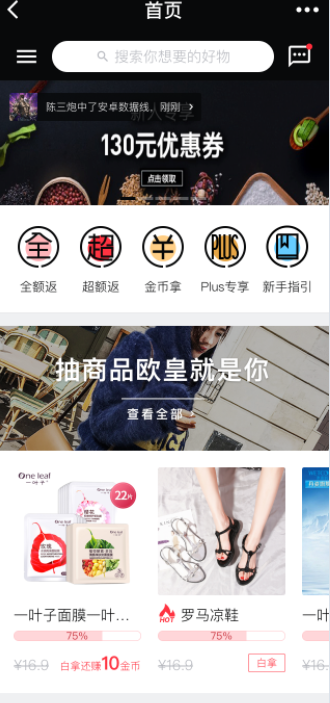 首页
搜索你想要的好物
陈三炮中了安卓数据线，刚刚
新人专享
130元优惠券
点击领取
全 超 ¥ PLUS
全额返 超额返 金币拿 Plus专享 新手指引
抽商品欧皇就是你
查看全部
One leaf
一叶子
22片
一叶子面膜一叶... HOT 罗马凉鞋 一叶
75% 75%
¥16.9 白拿还赚10金币 ¥16.9 白拿 ¥16.